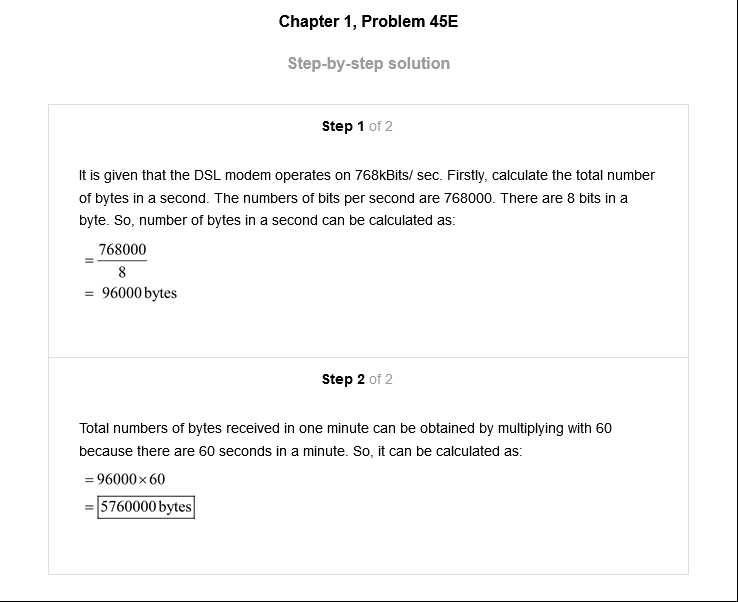 Chapter 1, Problem 45E
Step-by-step solution
Step 1 of 2
It is given that the DSL modem operates on 768kBits/ sec. Firstly, calculate the total number
of bytes in a second. The numbers of bits per second are 768000. There are 8 bits in a
byte. So, number of bytes in a second can be calculated as:
= 768000
8
= 96000 bytes
Step 2 of 2
Total numbers of bytes received in one minute can be obtained by multiplying with 60
because there are 60 seconds in a minute. So, it can be calculated as:
= 96000 × 60
= 5760000 bytes